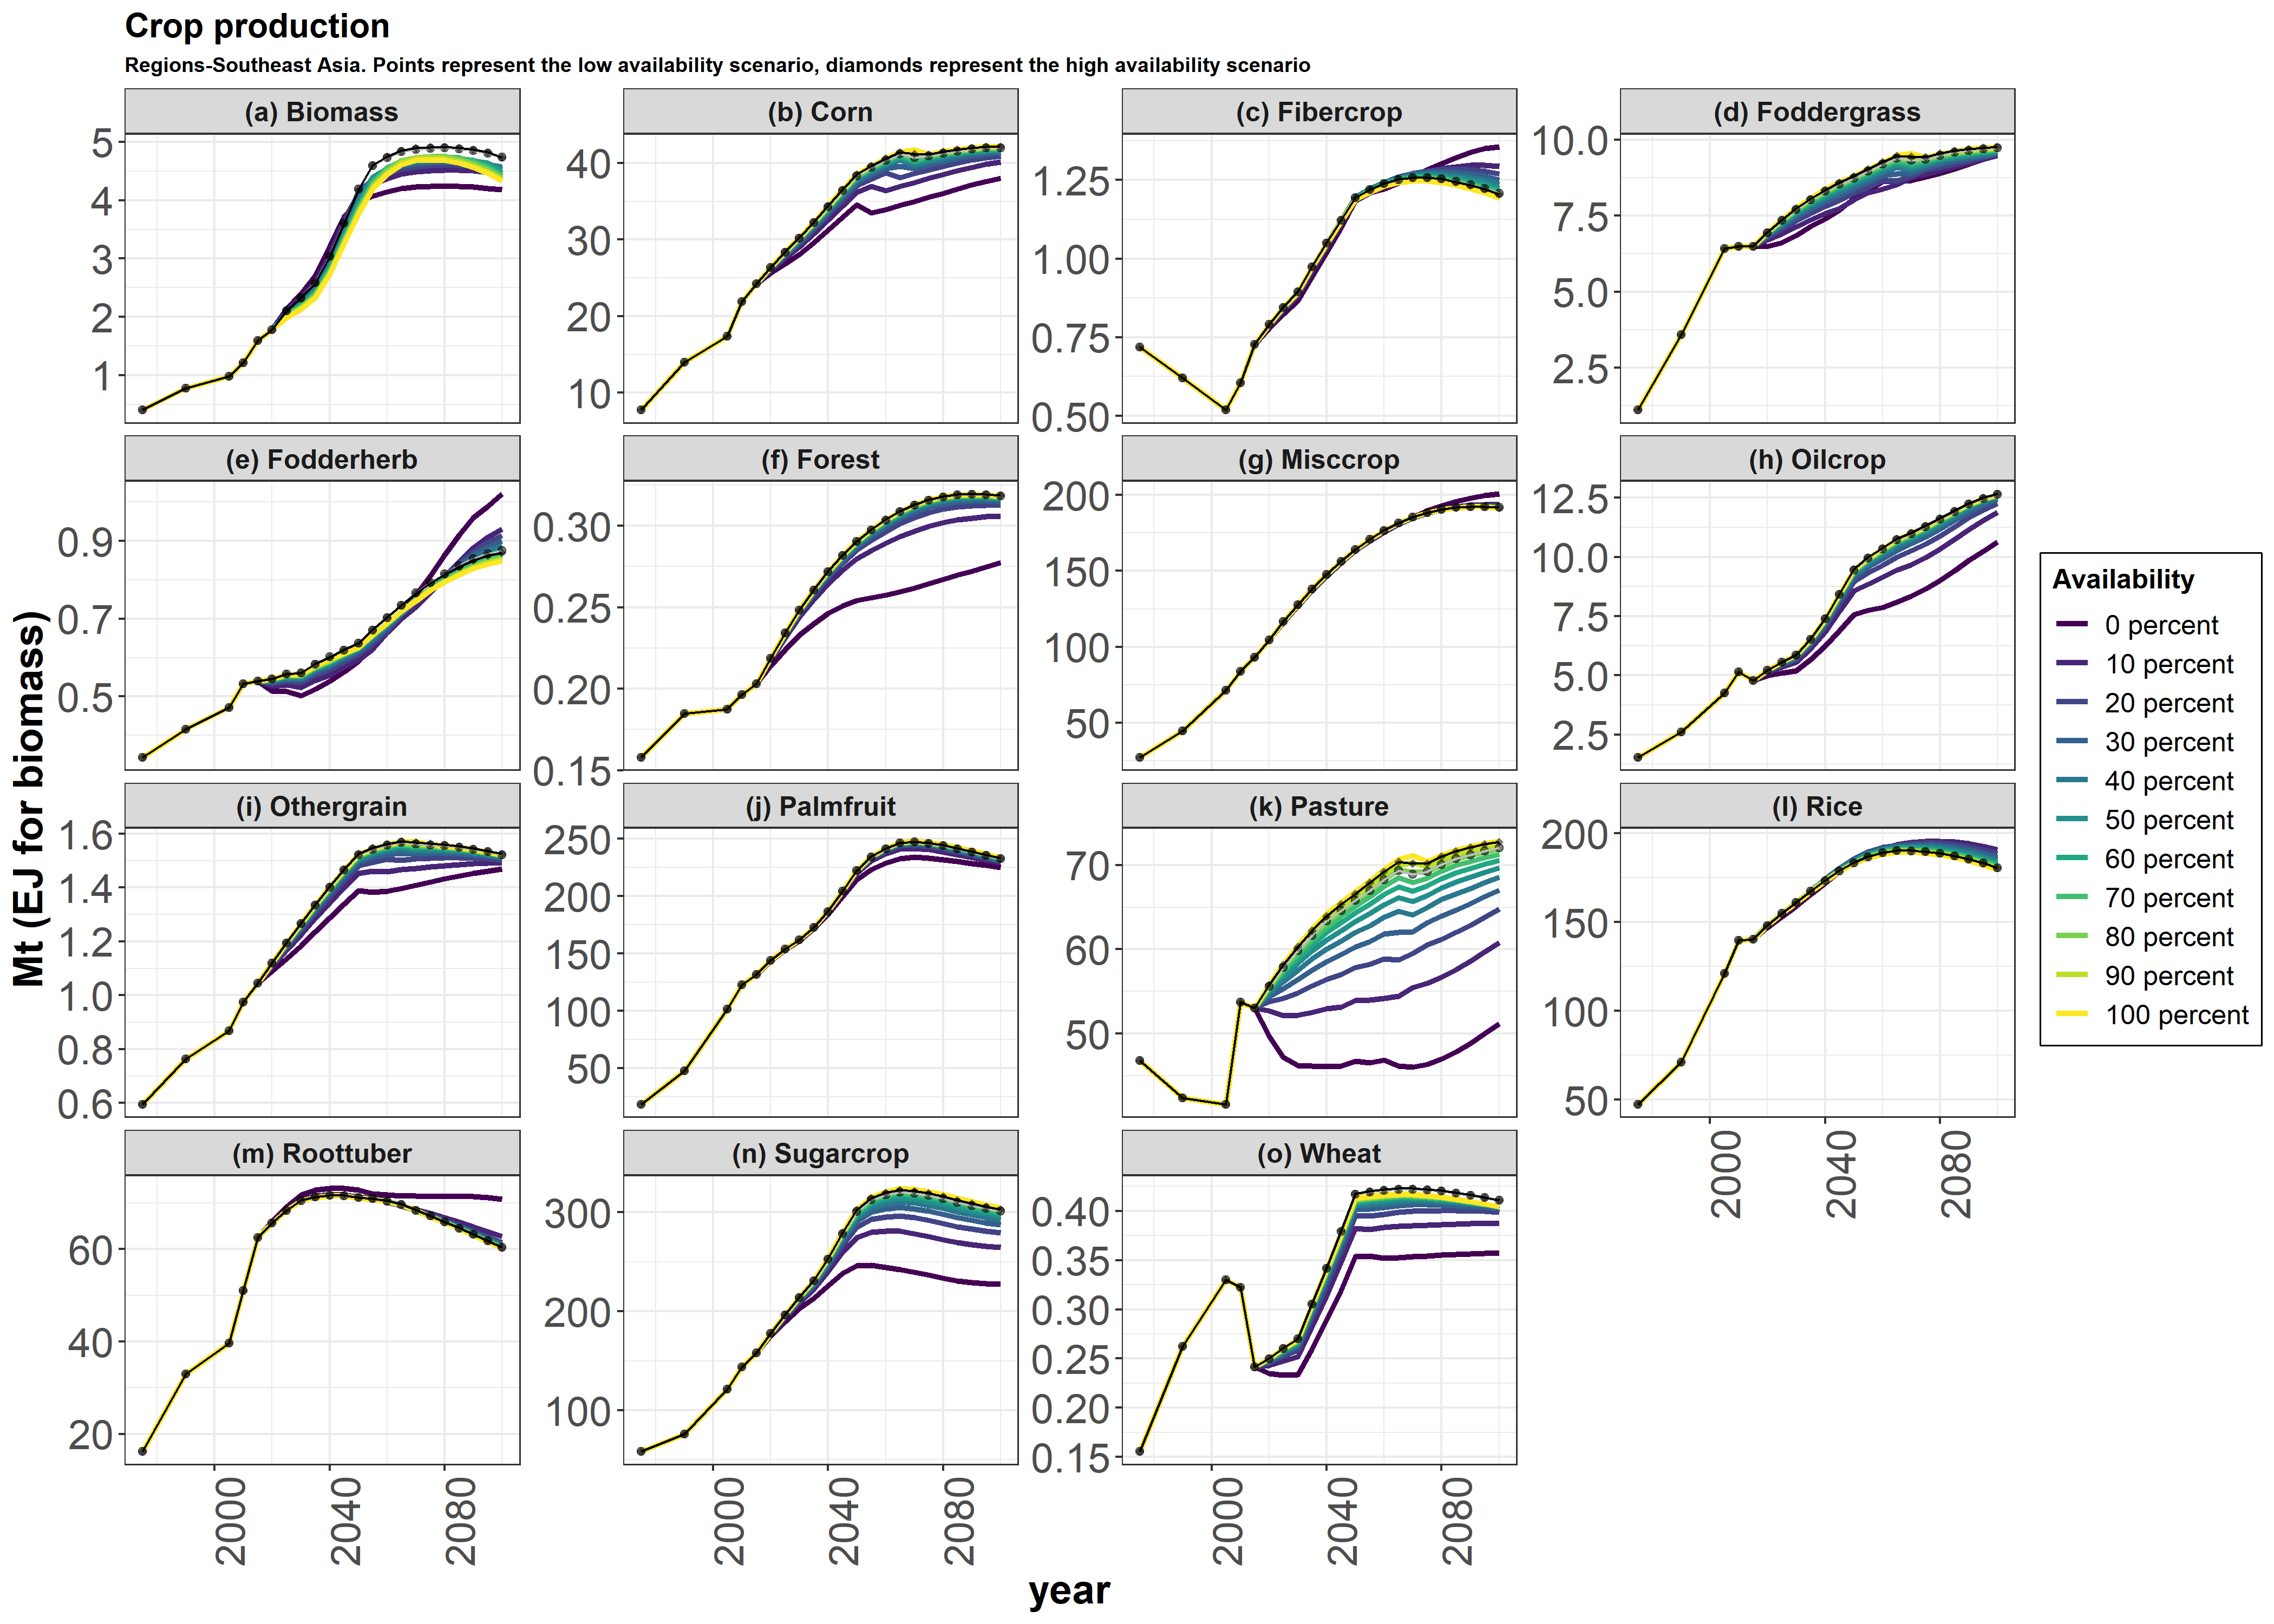 Crop production
Regions-Southeast Asia. Points represent the low availability scenario, diamonds represent the high availability scenario
(a) Biomass
(b) Corn
(c) Fibercrop
(d) Foddergrass
5
4
3
2
1
40
30
20
10
1.25
1.00
0.75
0.50
10.0
7.5
5.0
2.5
(e) Fodderherb
(f) Forest
(g) Misccrop
(h) Oilcrop
0.9
0.7
0.5
0.30
0.25
0.20
0.15
200
150
100
50
12.5
10.0
7.5
5.0
2.5
(i) Othergrain
(j) Palmfruit
(k) Pasture
(l) Rice
1.6
1.4
1.2
1.0
0.8
0.6
250
200
150
100
50
70
60
50
200
150
100
50
2000
2040
2080
(m) Roottuber
(n) Sugarcrop
(o) Wheat
60
40
20
300
200
100
0.40
0.35
0.30
0.25
0.20
0.15
2000
2040
2080
2000
2040
2080
2000
2040
2080
year
Mt (EJ for biomass)
Availability
0 percent
10 percent
20 percent
30 percent
40 percent
50 percent
60 percent
70 percent
80 percent
90 percent
100 percent